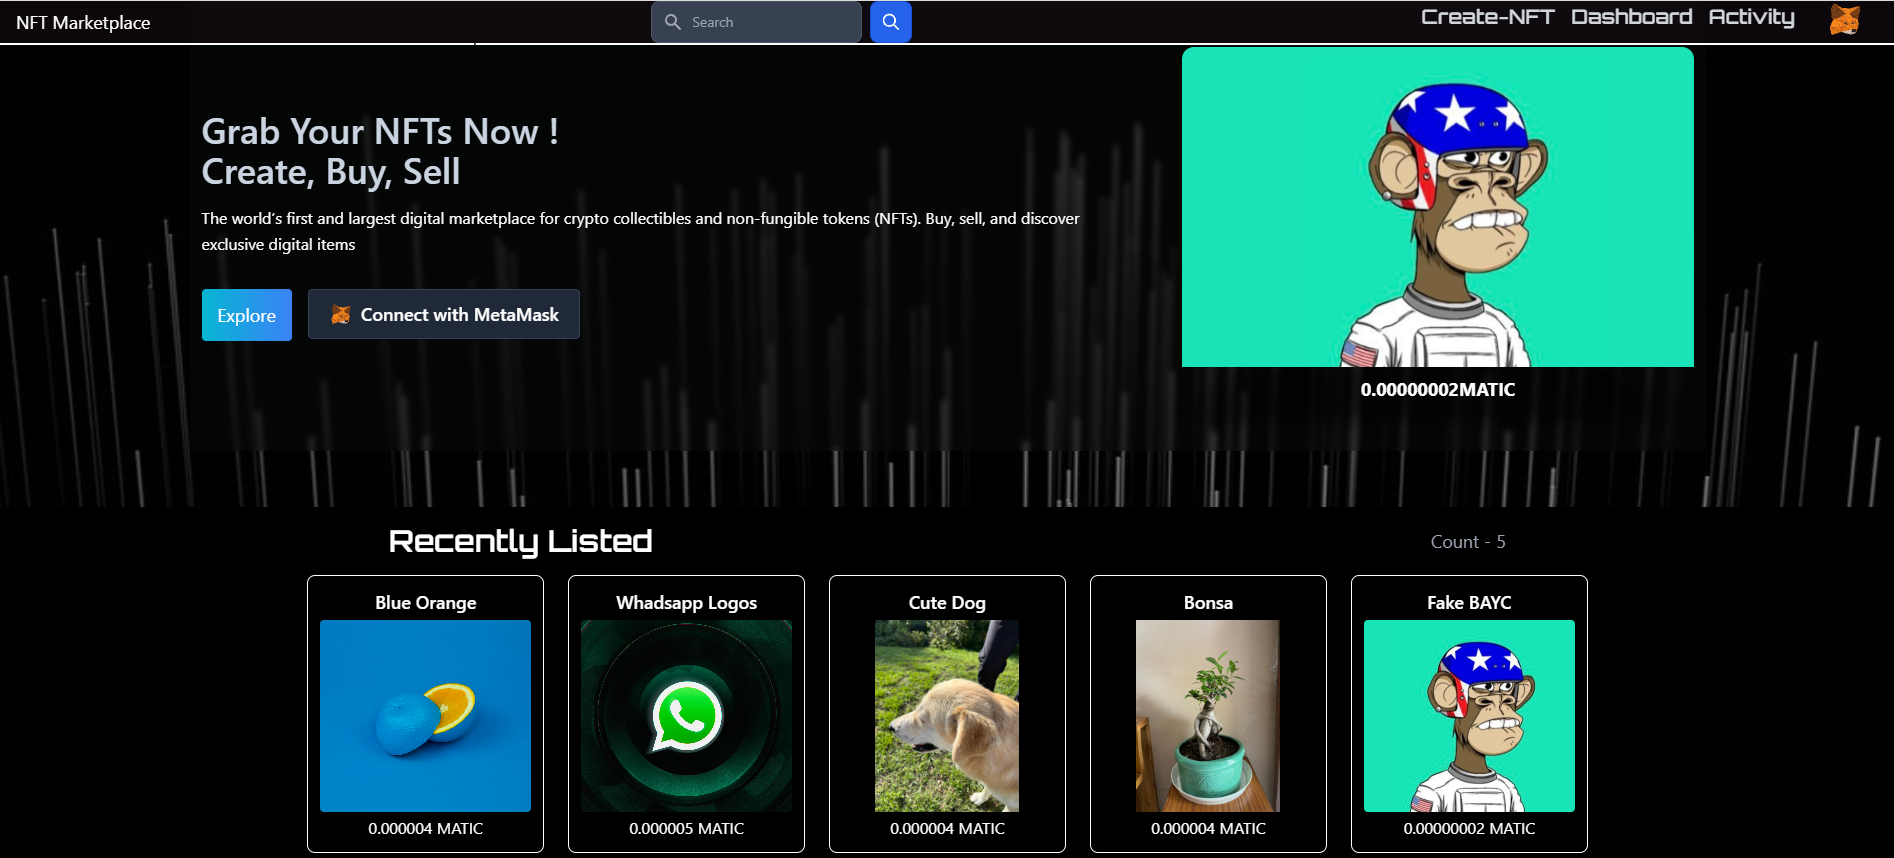 NFT Marketplace
Search
Create-NFT Dashboard Activity
Grab Your NFTs Now !
Create, Buy, Sell
The world’s first and largest digital marketplace for crypto collectibles and non-fungible tokens (NFTs). Buy, sell, and discover
exclusive digital items
Explore
Connect with MetaMask
0.00000002MATIC
Recently Listed
Count - 5
Blue Orange
0.000004 MATIC
Whadsapp Logos
0.000005 MATIC
Cute Dog
0.000004 MATIC
Bonsa
0.000004 MATIC
Fake BAYC
0.00000002 MATIC